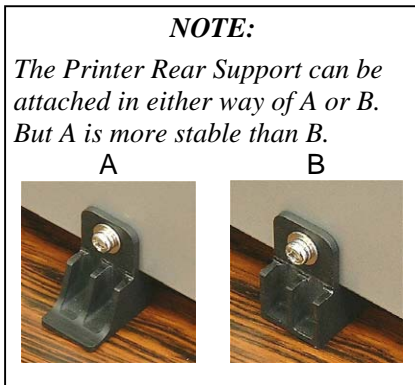 NOTE:
The Printer Rear Support can be
attached in either way of A or B.
But A is more stable than B.
A B